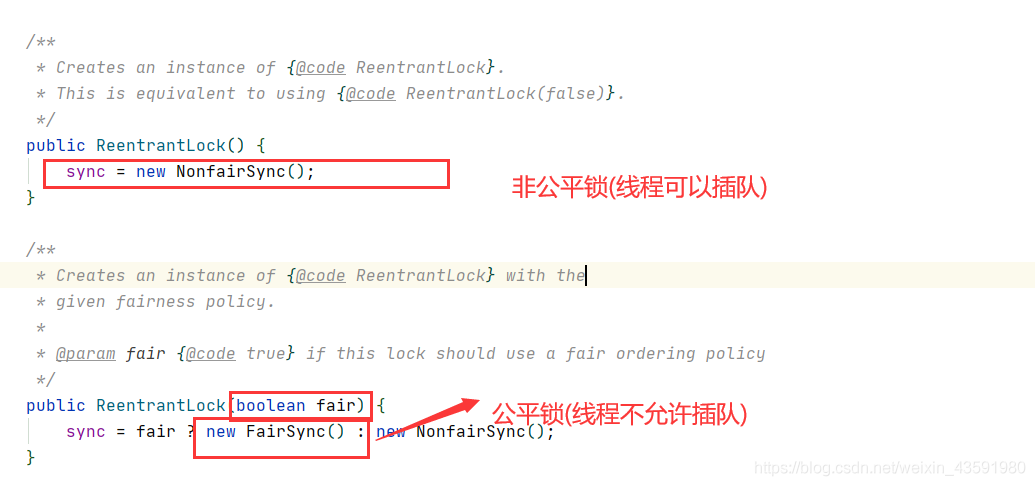 /**
* Creates an instance of {@code ReentrantLock}.
* This is equivalent to using {@code ReentrantLock(false)}.
*/
public ReentrantLock() {
sync = new NonfairSync();
非公平锁(线程可以插队)
}
/**
* Creates an instance of {@code ReentrantLock} with the
* given fairness policy.
*
* @param fair {@code true} if this lock should use a fair ordering policy
*/
public ReentrantLock(boolean fair) {
公平锁(线程不允许插队)
sync = fair ? new FairSync() : new NonfairSync();
}
https://blog.csdn.net/weixin_43591980